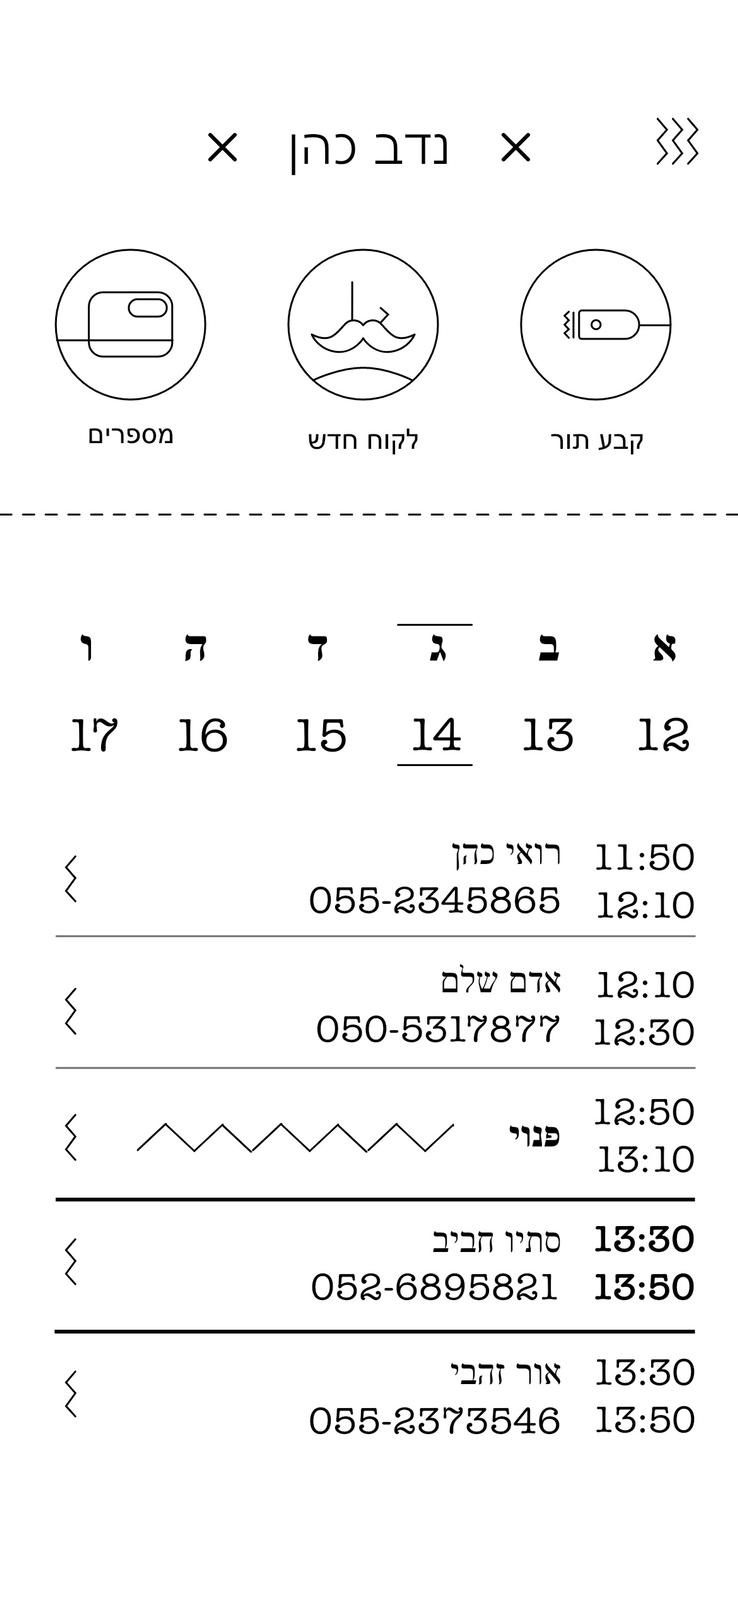 × נדב כהן ×
קבע תור
לקוח חדש
מספרים
א ב ג ד ה ו
12 13 14 15 16 17
11:50 רואי כהן
12:10 055-2345865
12:10 אדם שלם
12:30 050-5317877
12:50
פנוי
13:10
13:30 סתיו חביב
13:50 052-6895821
13:30 אור זהבי
13:50 055-2373546